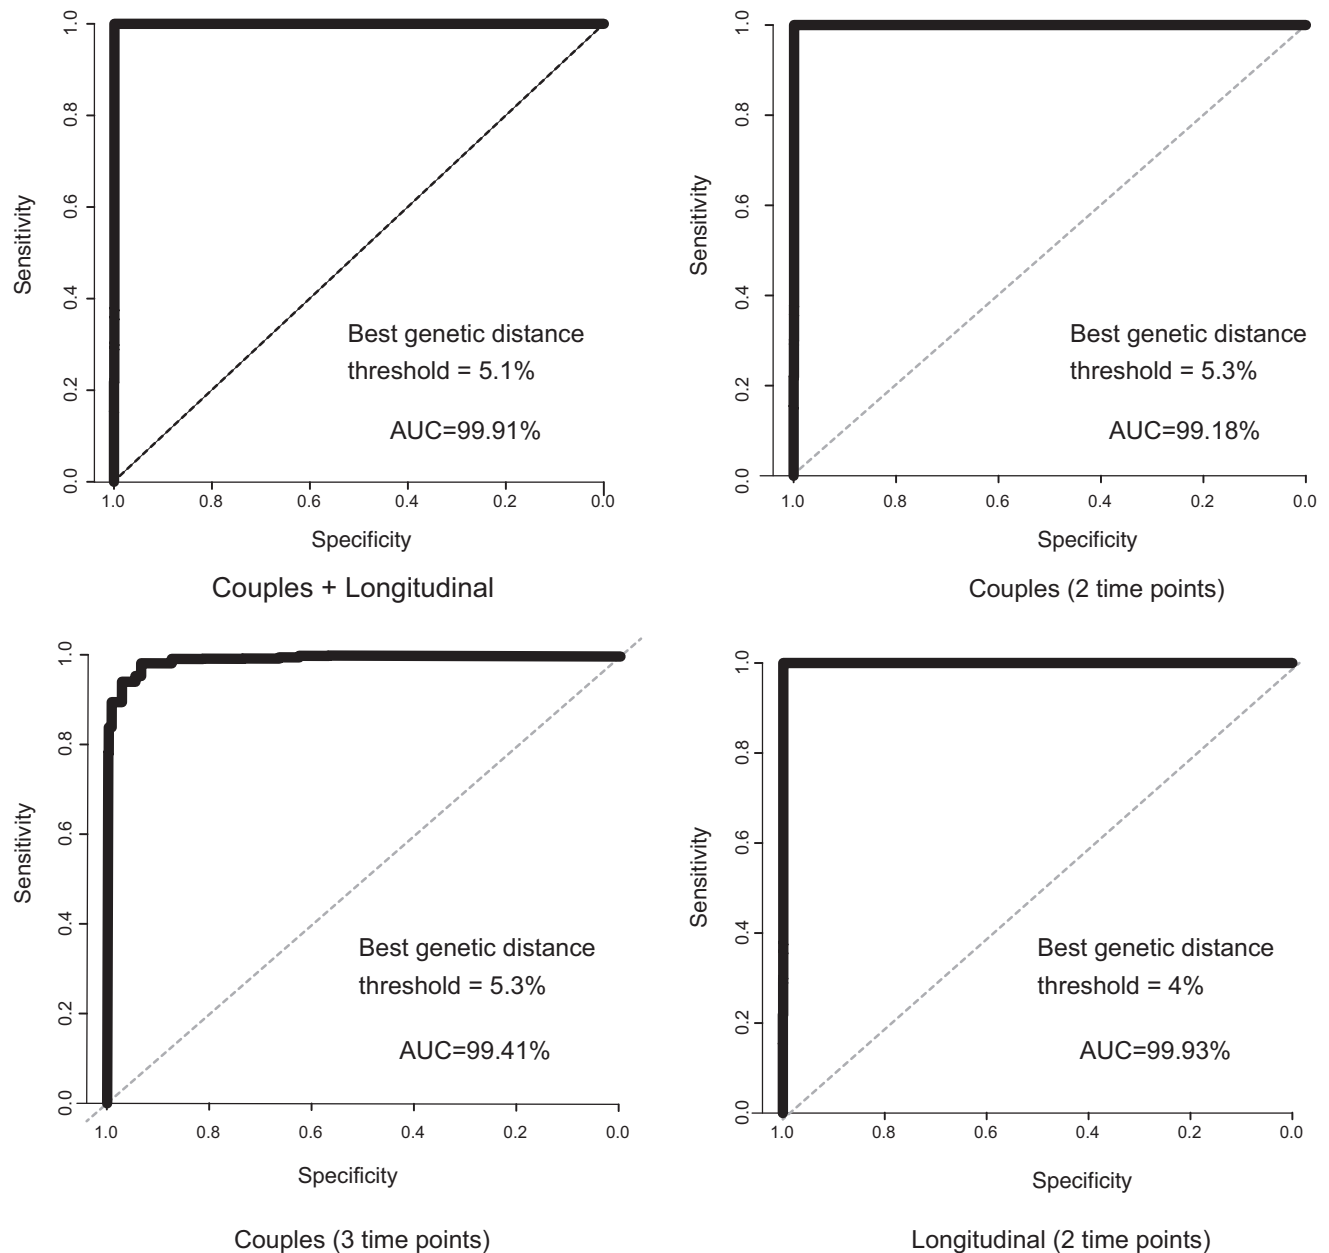 Sensitivity
1.0
0.8
0.6
0.4
0.2
0.0
Best genetic distance
threshold = 5.1%
AUC=99.91%
1.0 0.8 0.6 0.4 0.2 0.0
Specificity
Couples + Longitudinal
Sensitivity
1.0
0.8
0.6
0.4
0.2
0.0
Best genetic distance
threshold = 5.3%
AUC=99.18%
1.0 0.8 0.6 0.4 0.2 0.0
Specificity
Couples (2 time points)
Sensitivity
1.0
0.8
0.6
0.4
0.2
0.0
Best genetic distance
threshold = 5.3%
AUC=99.41%
1.0 0.8 0.6 0.4 0.2 0.0
Specificity
Couples (3 time points)
Sensitivity
1.0
0.8
0.6
0.4
0.2
0.0
Best genetic distance
threshold = 4%
AUC=99.93%
1.0 0.8 0.6 0.4 0.2 0.0
Specificity
Longitudinal (2 time points)